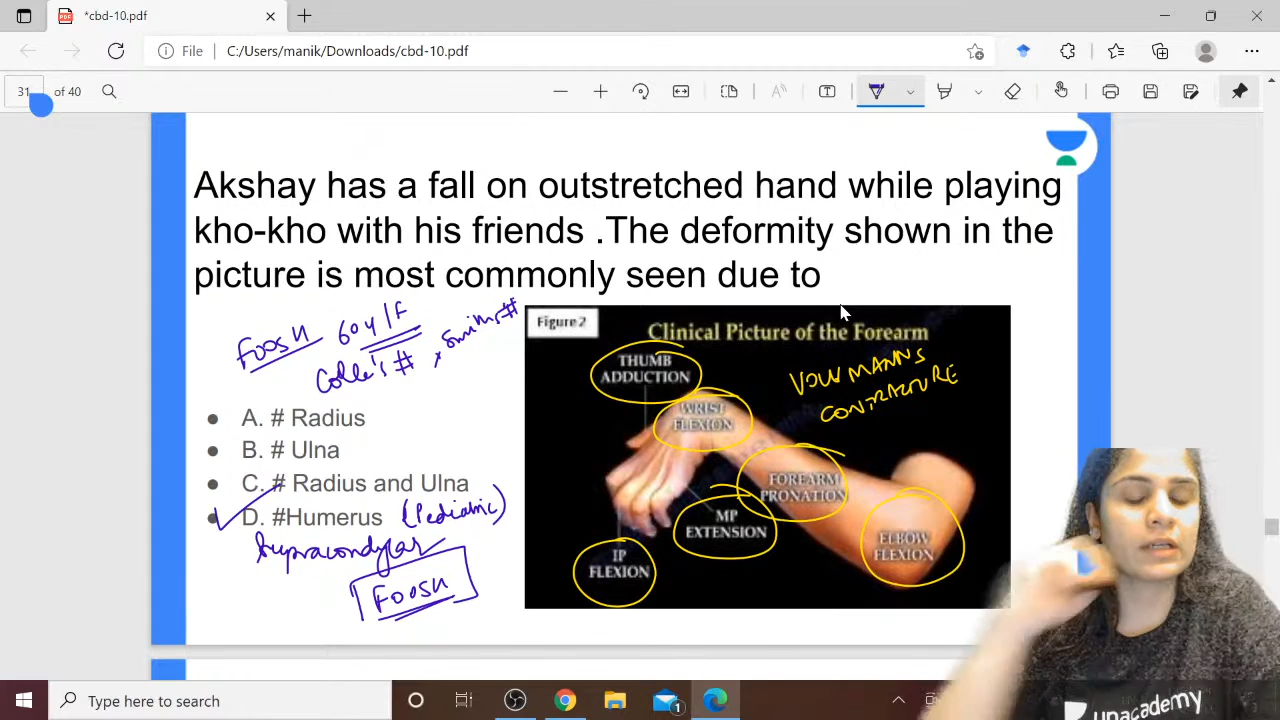 *cbd-10.pdf
File
C:/Users/manik/Downloads/cbd-10.pdf
31 of 40
Akshay has a fall on outstretched hand while playing
kho-kho with his friends .The deformity shown in the
picture is most commonly seen due to
FOOSH 60y/F
Colle's #, Smith's #
A. # Radius
B. # Ulna
C. # Radius and Ulna
D. #Humerus (Pediatric)
Supracondylar
FOOSH
Figure 2
Clinical Picture of the Forearm
THUMB
ADDUCTION
WRIST
FLEXION
VOLKMANNS
CONTRACTURE
FOREARM
PRONATION
MP
EXTENSION
ELBOW
FLEXION
IP
FLEXION
unacademy
Type here to search
1